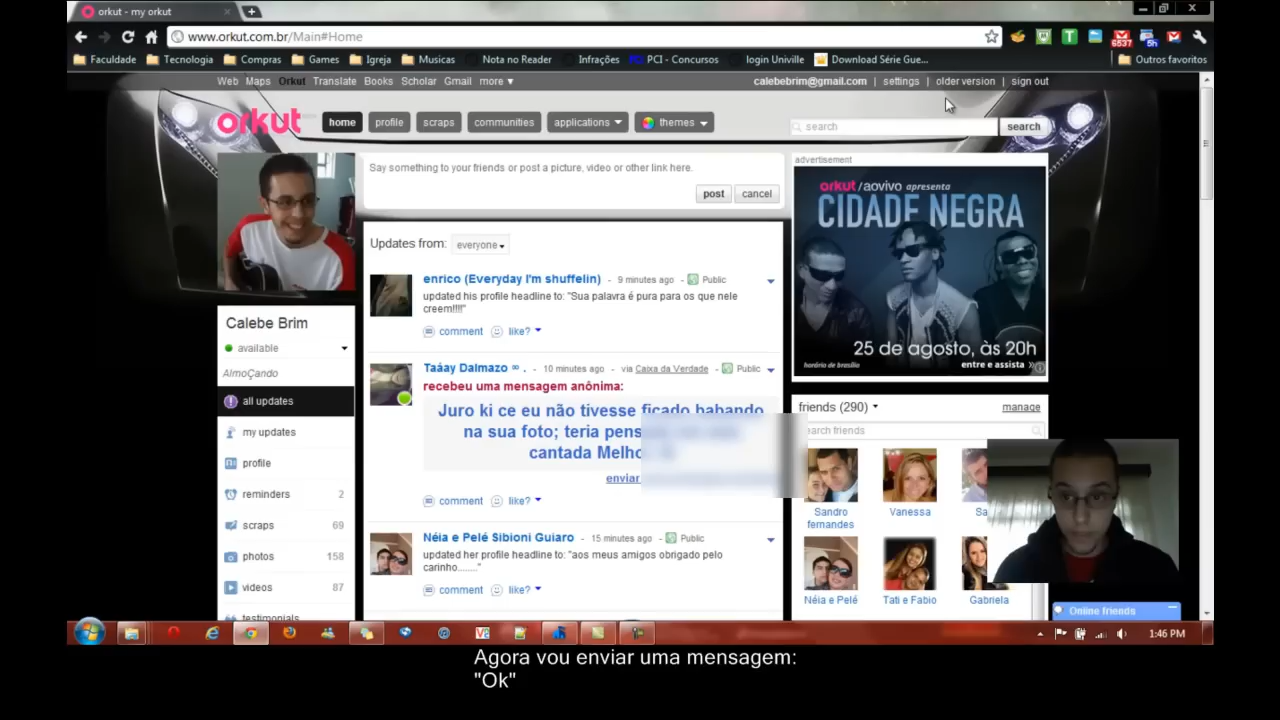 orkut - my orkut
www.orkut.com.br/Main#Home
6837
5h
Faculdade Tecnologia Compras Games Igreja Musicas Nota no Reader Infrações PCI - Concursos login Univille Download Série Gue... Outros favoritos
Web Maps Orkut Translate Books Scholar Gmail more ▼
calebebrim@gmail.com | settings | older version | sign out
orkut
home profile scraps communities applications themes
search search
Say something to your friends or post a picture, video or other link here.
post cancel
advertisement
orkut/aovivo apresenta
CIDADE NEGRA
25 de agosto, às 20h
horário de brasília entre e assista »
Updates from: everyone
enrico (Everyday I'm shuffelin) - 9 minutes ago - Public
updated his profile headline to: "Sua palavra é pura para os que nele
creem!!!!"
comment like?
Taáay Dalmazo ∞ . - 10 minutes ago - via Caixa da Verdade - Public
recebeu uma mensagem anônima:
Juro ki ce eu não tivesse ficado babando
na sua foto; teria
cantada
enviar
comment like?
Néia e Pelé Sibioni Guiaro - 15 minutes ago - Public
updated her profile headline to: "aos meus amigos obrigado pelo
carinho........"
comment like?
Calebe Brim
available
AlmoÇando
all updates
my updates
profile
reminders 2
scraps 69
photos 158
videos 87
testimonials
friends (290) manage
search friends
Sandro
fernandes
Vanessa
Néia e Pelé Tati e Fabio Gabriela
Online friends
1:46 PM
Agora vou enviar uma mensagem:
"Ok"